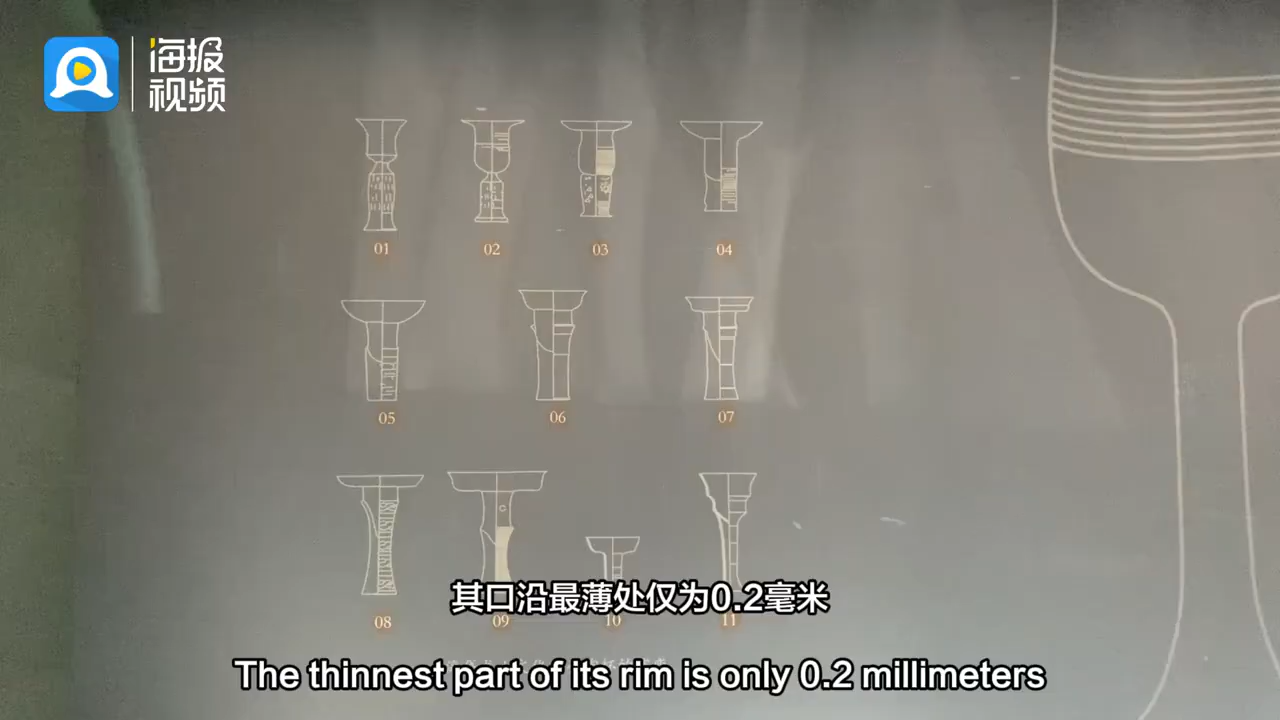 海报
视频
01 02 03 04
05 06 07
08 09 10 11
其口沿最薄处仅为0.2毫米
The thinnest part of its rim is only 0.2 millimeters